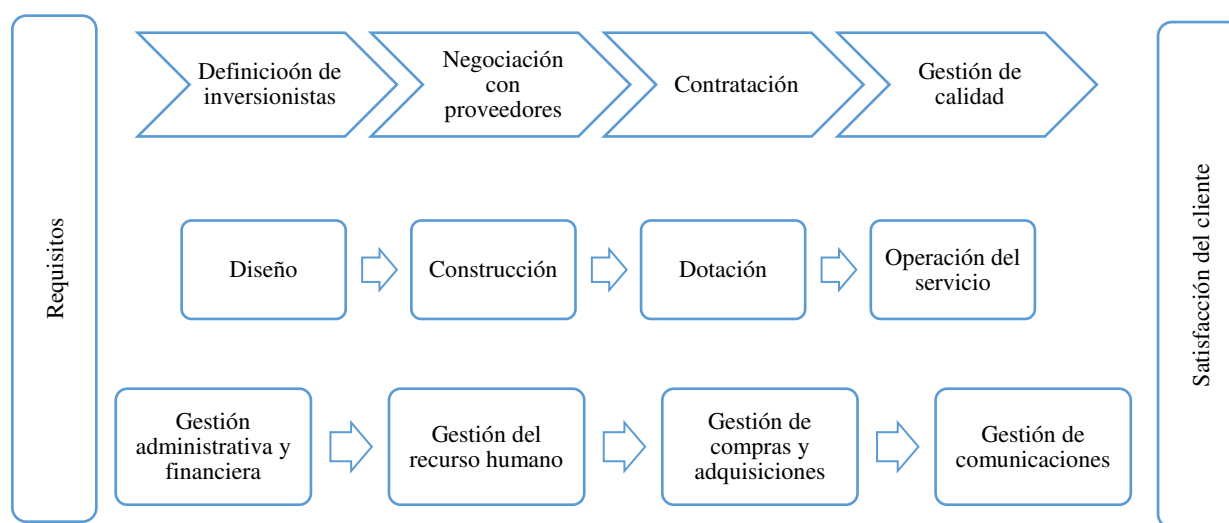 Requisitos
Definicioón de
inversionistas
Negociación
con
proveedores
Contratación
Gestión de
calidad
Diseño
Construcción
Dotación
Operación del
servicio
Gestión
administrativa y
financiera
Gestión del
recurso humano
Gestión de
compras y
adquisiciones
Gestión de
comunicaciones
Satisfacción del cliente